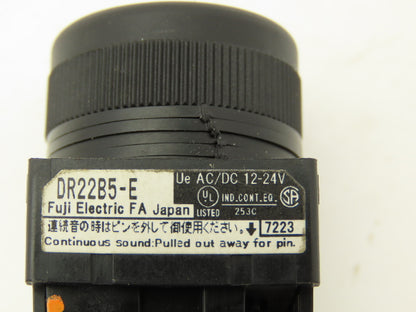 DR22B5-E
Ue AC/DC 12-24V
Fuji Electric FA Japan
UL LISTED IND.CONT.EQ. 253C SA
連続音の時はピンを外して御使用ください。 7223
Continuous sound:Pulled out away for pin.